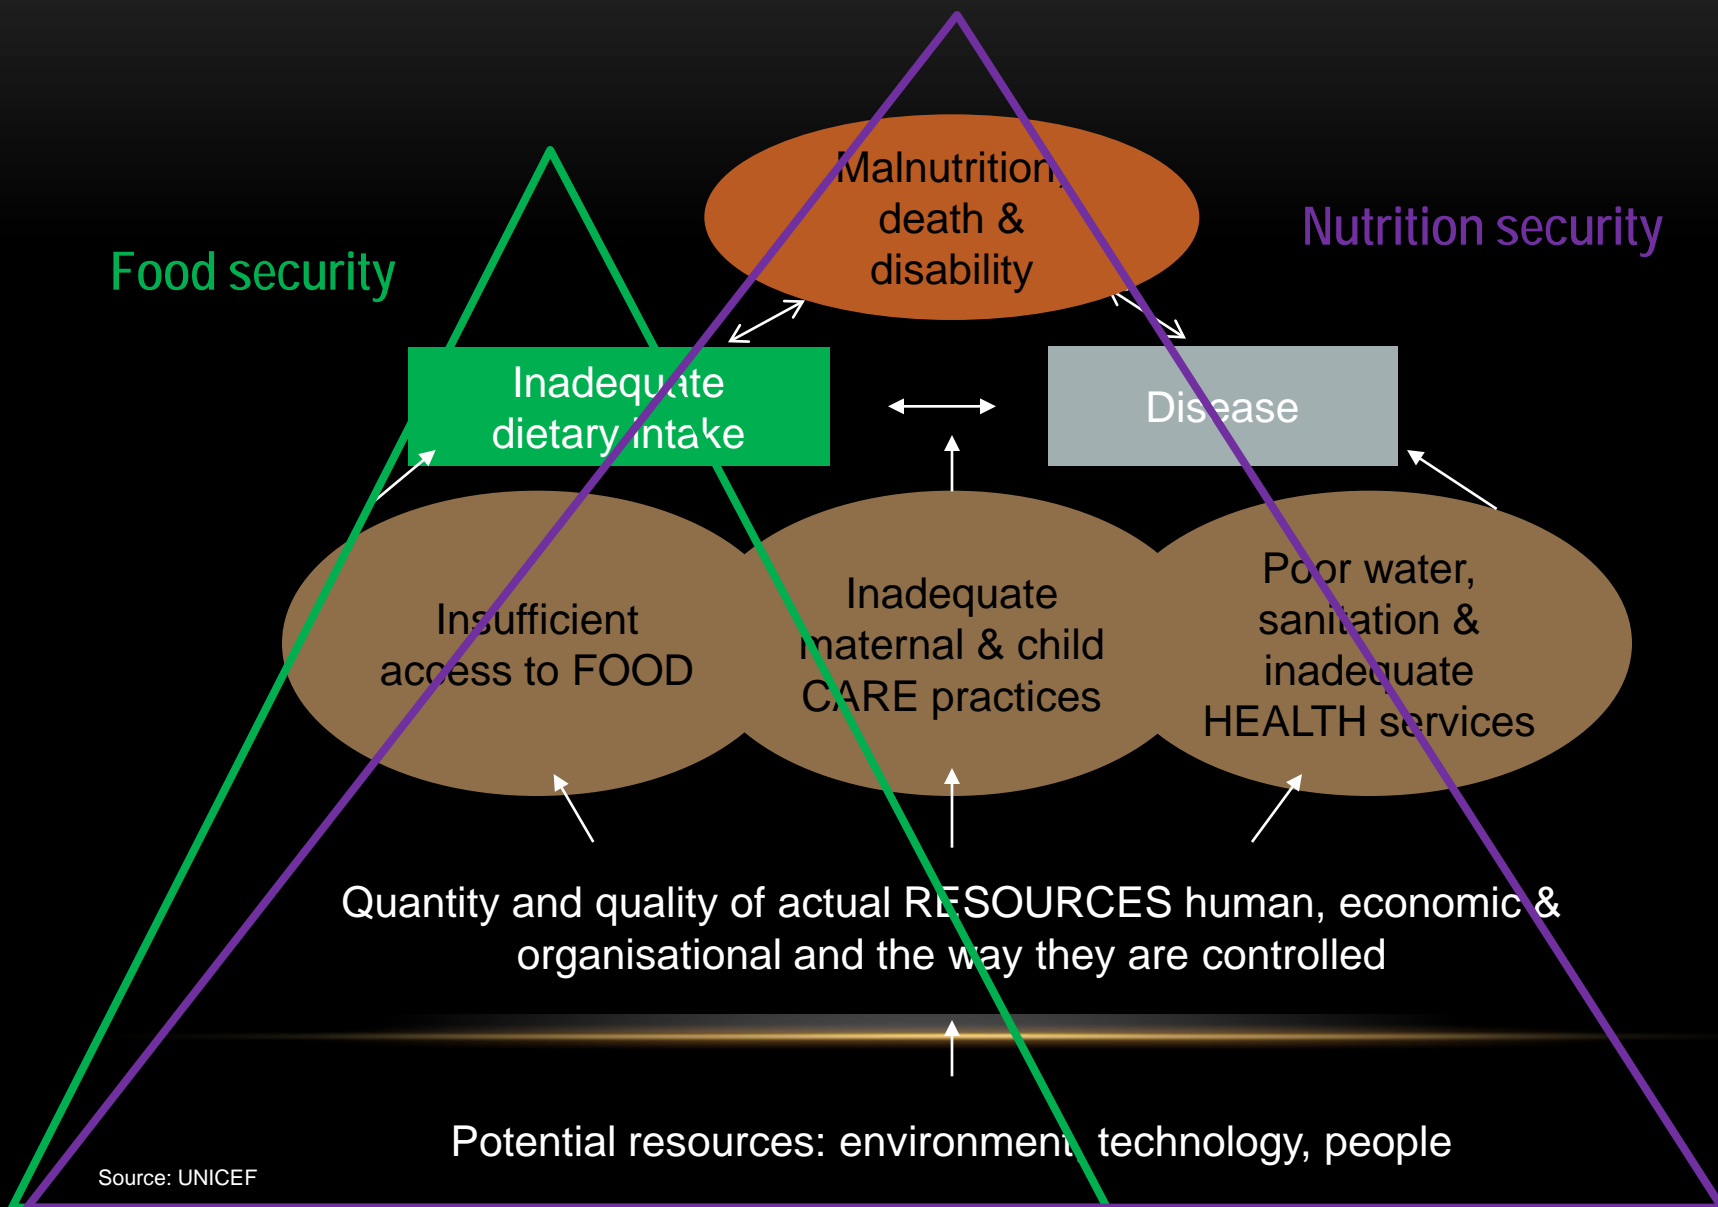 Malnutrition,
death &
disability
Nutrition security
Food security
Inadequate
dietary intake
Disease
Insufficient
access to FOOD
Inadequate
maternal & child
CARE practices
Poor water,
sanitation &
inadequate
HEALTH services
Quantity and quality of actual RESOURCES human, economic &
organisational and the way they are controlled
Potential resources: environment, technology, people
Source: UNICEF